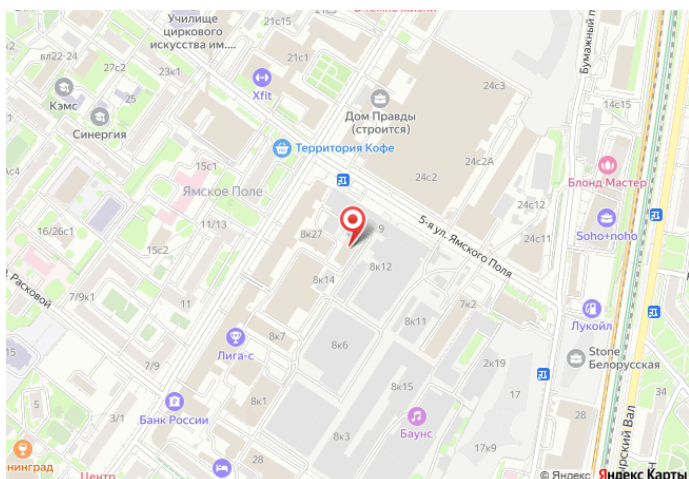 21с15
Училище
циркового
искусства им....
вл22-24
27с2
23к1
21с1
Кэмс
25
Синергия
Xfit
Дом Правды
(строится)
24с3
Бумажный п
14с15
Территория Кофе
24с2А
24с2
15с1
Ямское Поле
Блонд Мастер
24с12
16/26с1
11/13
15с2
8к27
9
5-я ул. Ямского Поля
24с11
Soho+noho
Расковой
7/9к1
11
8к14
8к12
7к2
8к11
Лукойл
15
7/9
Лига-с
8к7
8к6
2к19
Stone
Белорусская
5
3/1
Банк России
8к1
8к15
17
34
Баунс
28
8к3
17к9
нинград
Центр
28
ырский Вал
© Яндекс Яндекс Карты